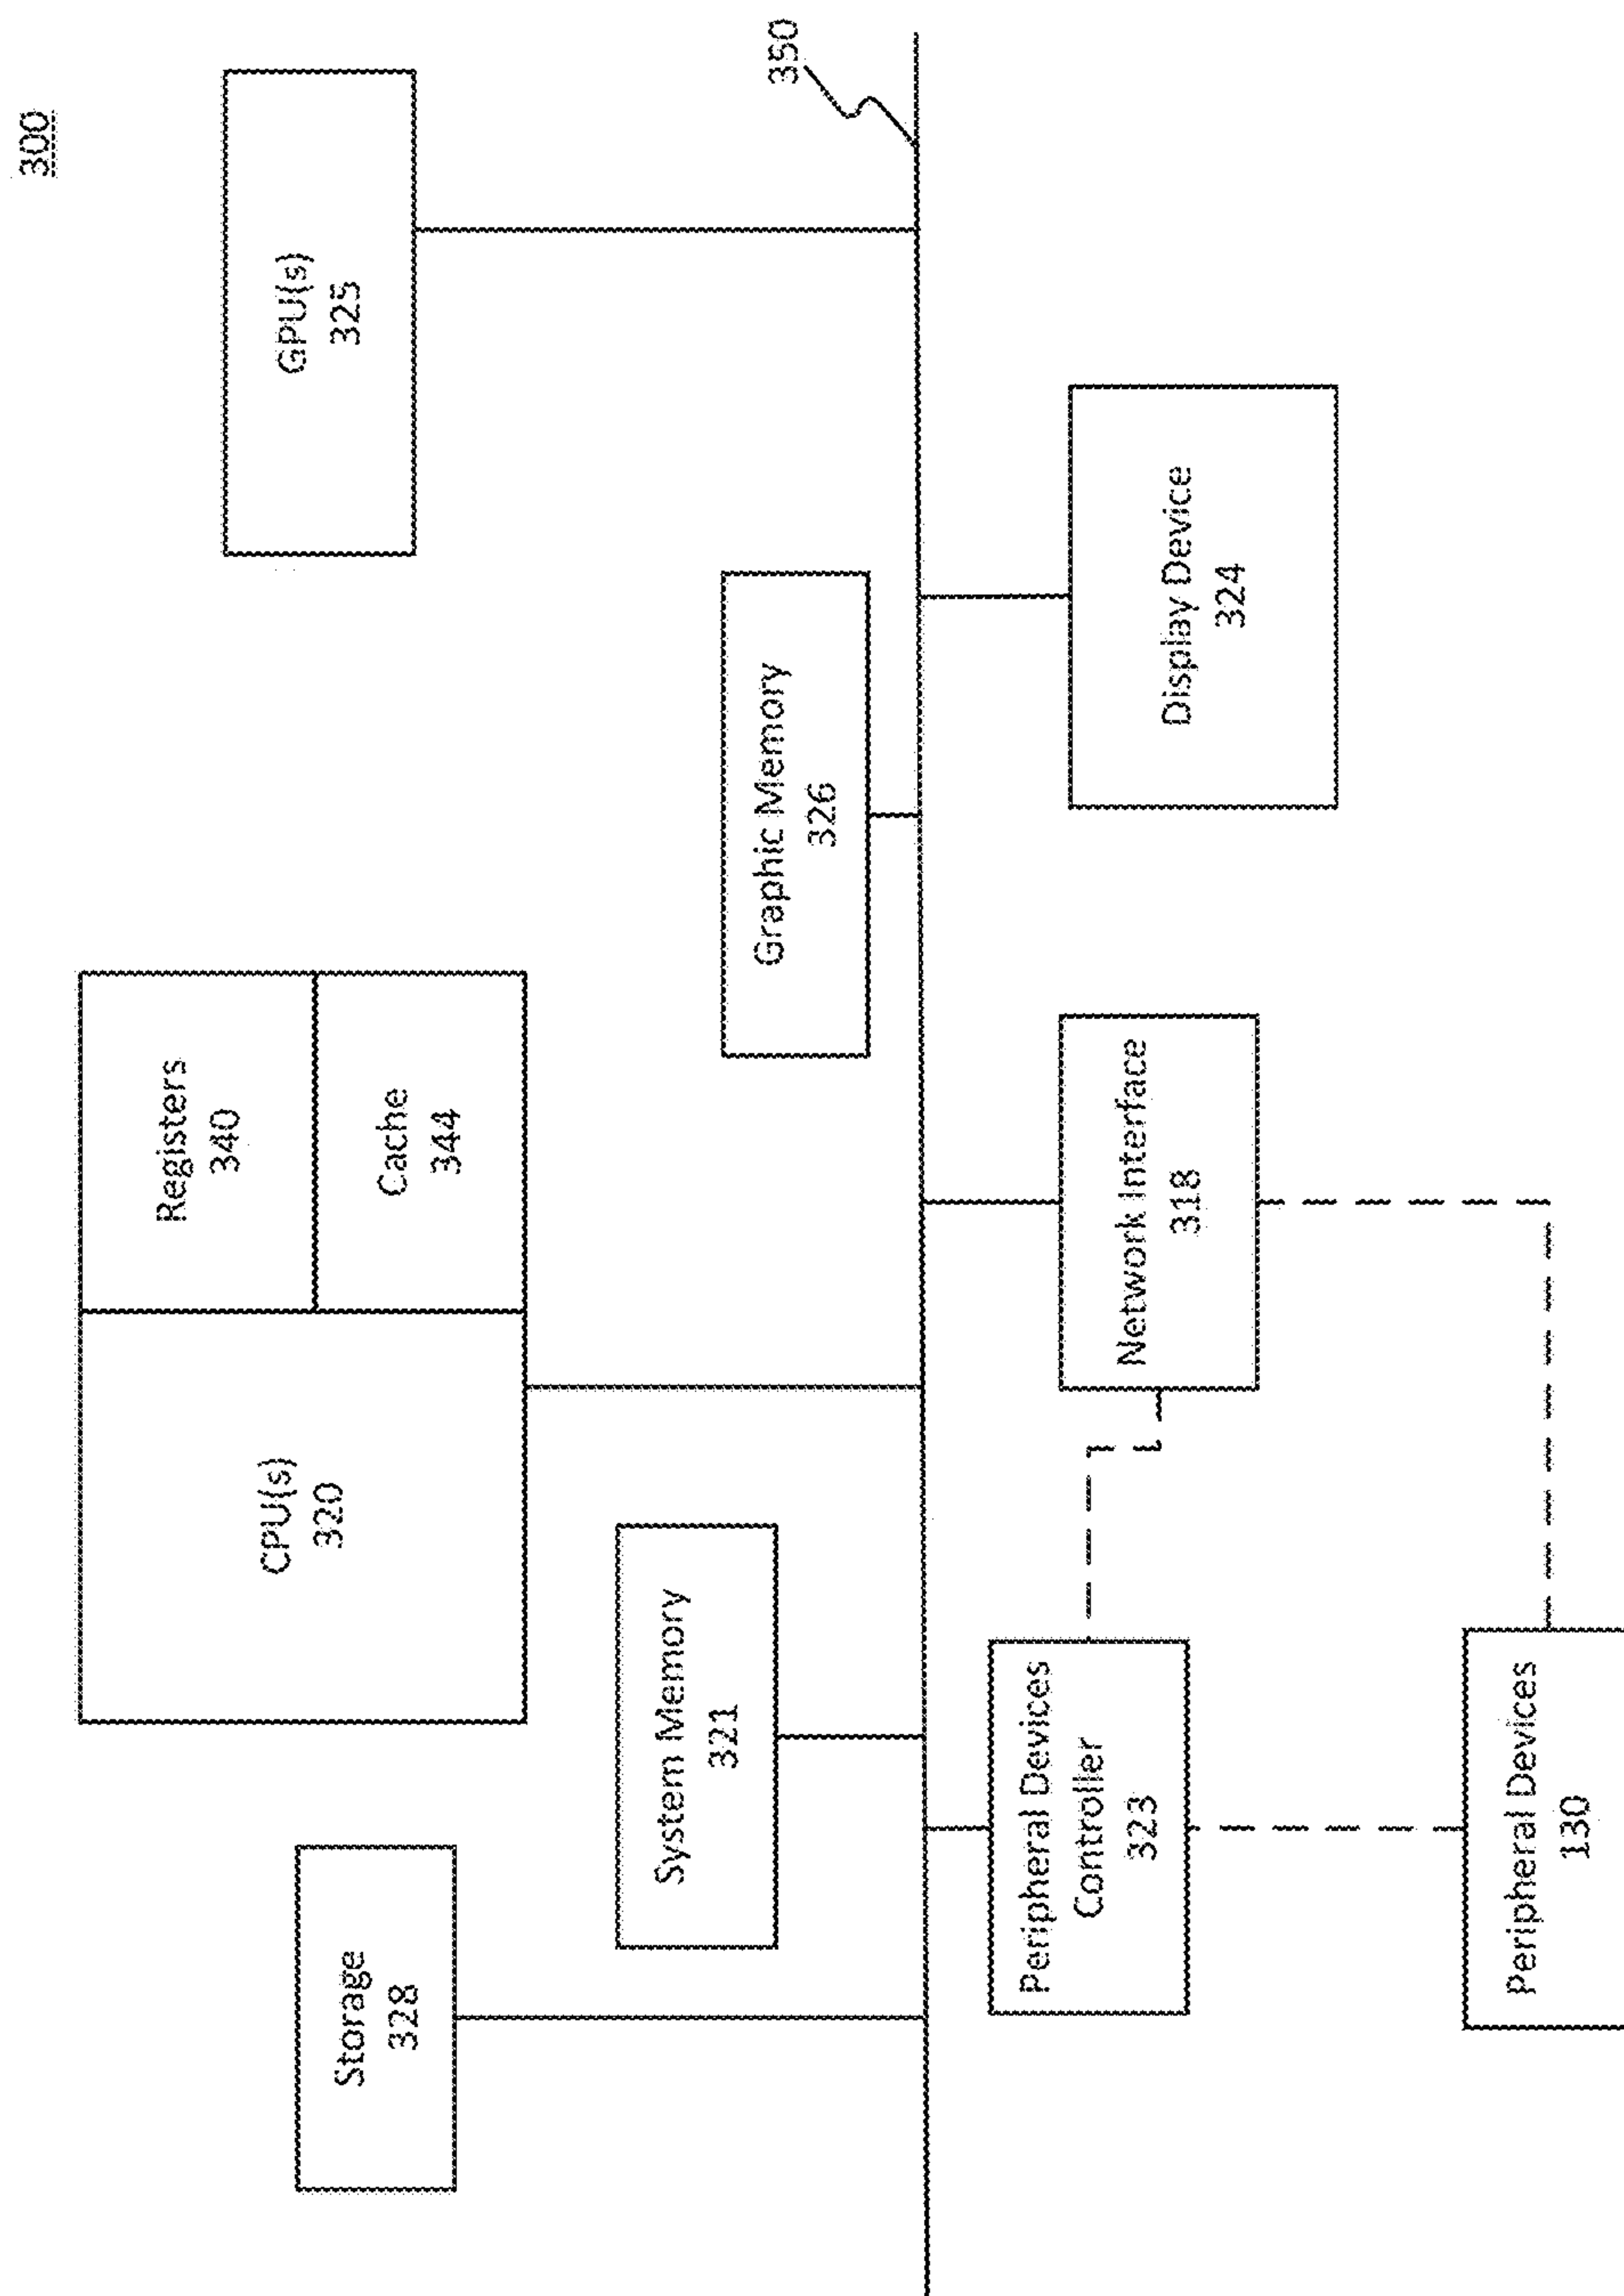 300
Storage
328
CPU(s)
320
Registers
340
Cache
344
GPU(s)
325
System Memory
321
Graphic Memory
326
350
Peripheral Devices
Controller
323
Network Interface
318
Display Device
324
Peripheral Devices
130